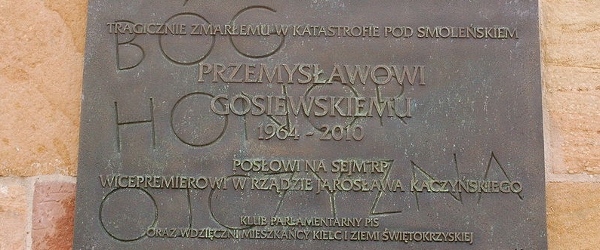 TRAGICZNIE ZMARŁEMU W KATASTROFIE POD SMOLEŃSKIEM
BÓG
PRZEMYSŁAWOWI
GOSIEWSKIEMU
HONOR
1964 - 2010
POSŁOWI NA SEJM RP
WICEPREMIEROWI W RZĄDZIE JAROSŁAWA KACZYŃSKIEGO
OJCZYZNA
KLUB PARLAMENTARNY PIS
ORAZ WDZIĘCZNI MIESZKAŃCY KIELC I ZIEMI ŚWIĘTOKRZYSKIEJ